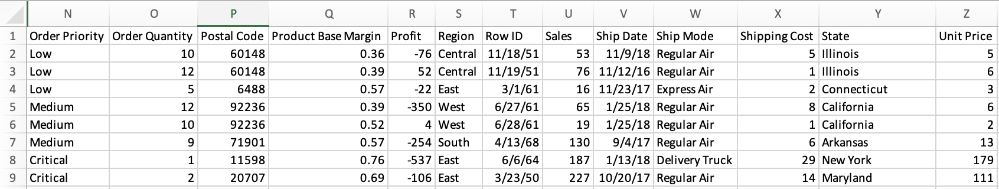 N O P Q R S T U V W X Y Z
1 Order Priority Order Quantity Postal Code Product Base Margin Profit Region Row ID Sales Ship Date Ship Mode Shipping Cost State Unit Price
2 Low 10 60148 0.36 -76 Central 11/18/51 53 11/9/18 Regular Air 5 Illinois 5
3 Low 12 60148 0.39 52 Central 11/19/51 76 11/12/16 Regular Air 1 Illinois 6
4 Low 5 6488 0.57 -22 East 3/1/61 16 11/23/17 Express Air 2 Connecticut 3
5 Medium 12 92236 0.39 -350 West 6/27/61 65 1/25/18 Regular Air 8 California 6
6 Medium 10 92236 0.52 4 West 6/28/61 19 1/25/18 Regular Air 1 California 2
7 Medium 9 71901 0.57 -254 South 4/13/68 130 9/4/17 Regular Air 6 Arkansas 13
8 Critical 1 11598 0.76 -537 East 6/6/64 187 1/13/18 Delivery Truck 29 New York 179
9 Critical 2 20707 0.69 -106 East 3/23/50 227 10/20/17 Regular Air 14 Maryland 111